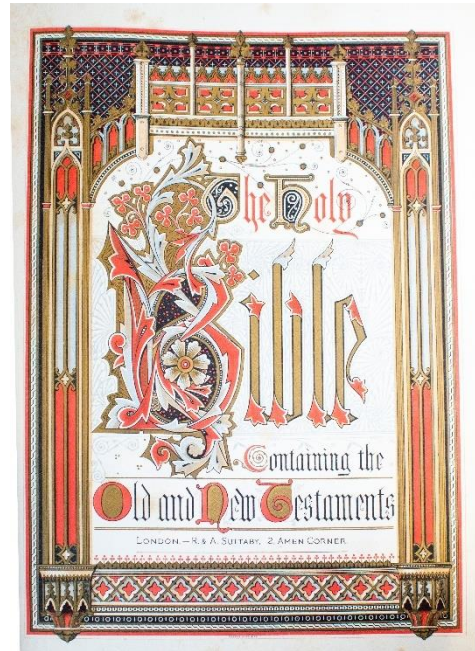 The Holy
Bible
Containing the
Old and New Testaments
LONDON.—R. & A. SUTTABY, 2, AMEN CORNER.